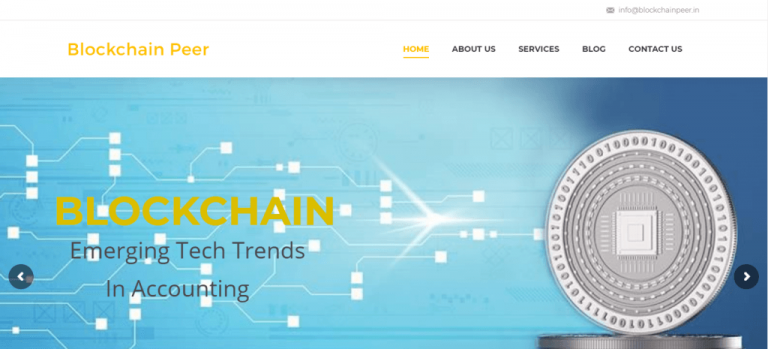 info@blockchainpeer.in
Blockchain Peer
HOME ABOUT US SERVICES BLOG CONTACT US
BLOCKCHAIN
Emerging Tech Trends
In Accounting